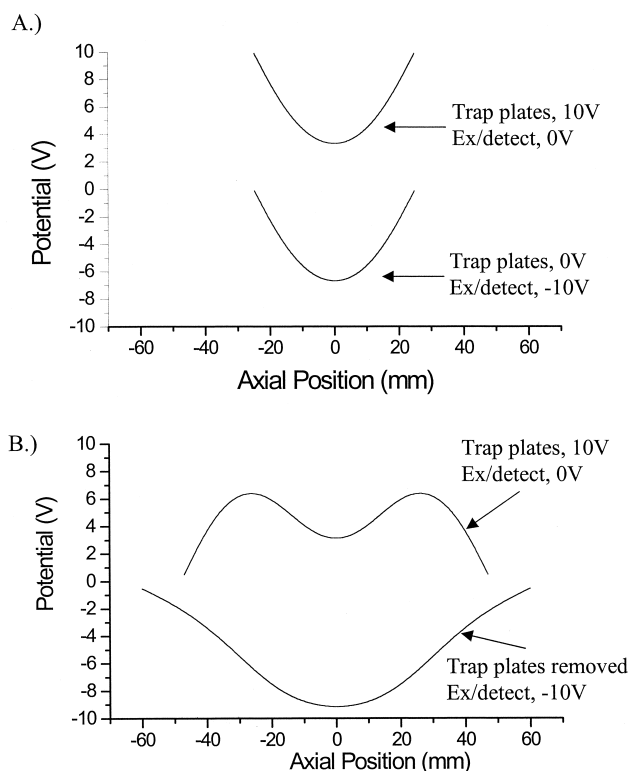 A.)
10
8
6
4
2
0
-2
-4
-6
-8
-10
Potential (V)
Trap plates, 10V
Ex/detect, 0V
Trap plates, 0V
Ex/detect, -10V
-60
-40
-20
0
20
40
60
Axial Position (mm)
B.)
10
8
6
4
2
0
-2
-4
-6
-8
-10
Potential (V)
Trap plates, 10V
Ex/detect, 0V
Trap plates removed
Ex/detect, -10V
-60
-40
-20
0
20
40
60
Axial Position (mm)